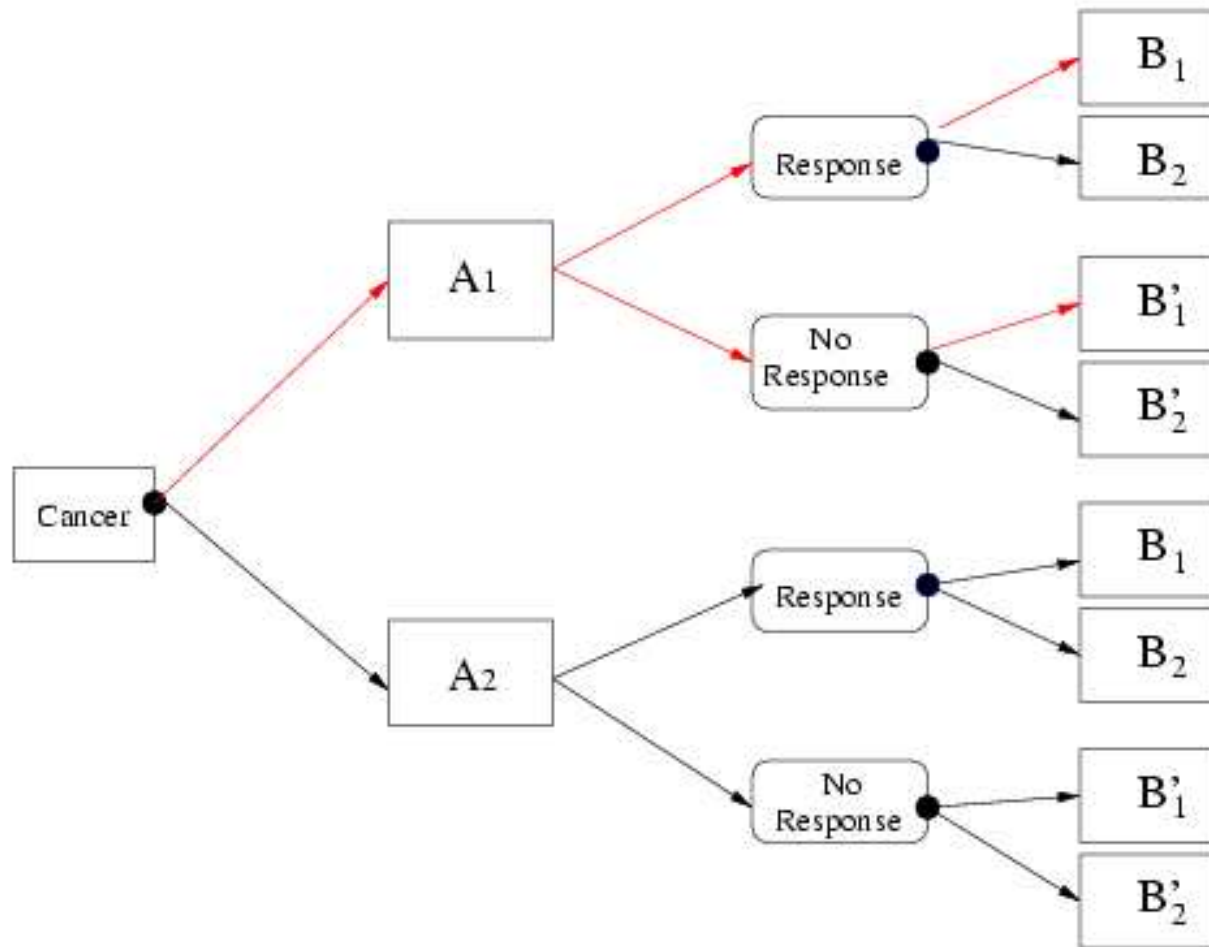 Cancer
A1
A2
Response
No
Response
Response
No
Response
B1
B2
B'1
B'2
B1
B2
B'1
B'2